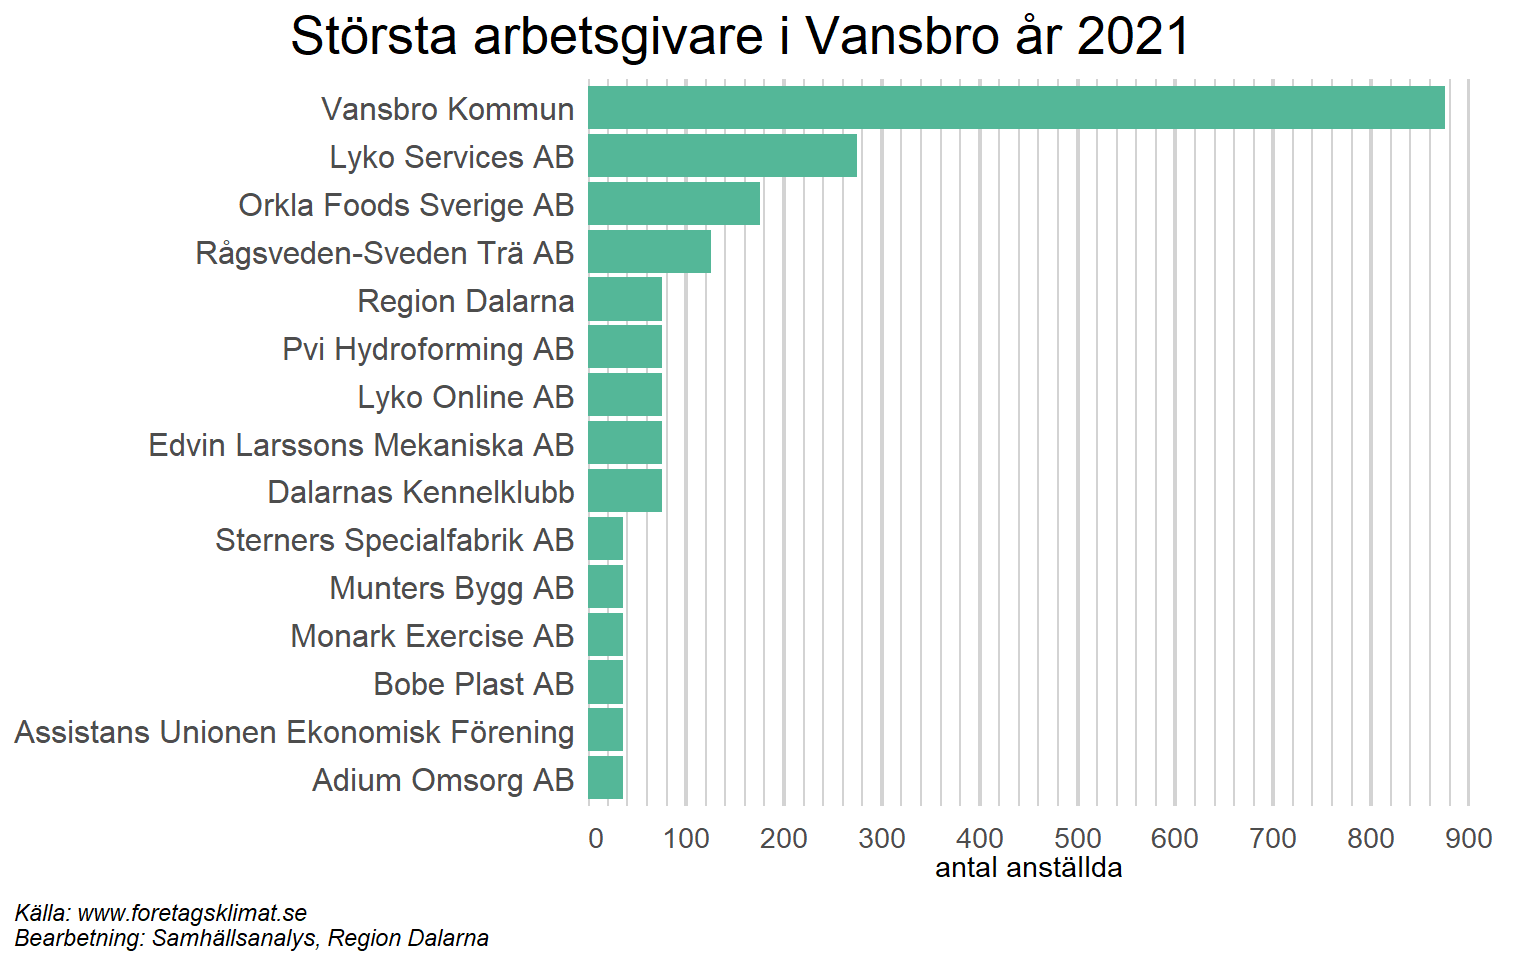 Största arbetsgivare i Vansbro år 2021
Vansbro Kommun
Lyko Services AB
Orkla Foods Sverige AB
Rågsveden-Sveden Trä AB
Region Dalarna
Pvi Hydroforming AB
Lyko Online AB
Edvin Larssons Mekaniska AB
Dalarnas Kennelklubb
Sterners Specialfabrik AB
Munters Bygg AB
Monark Exercise AB
Bobe Plast AB
Assistans Unionen Ekonomisk Förening
Adium Omsorg AB
0 100 200 300 400 500 600 700 800 900
antal anställda
Källa: www.foretagsklimat.se
Bearbetning: Samhällsanalys, Region Dalarna